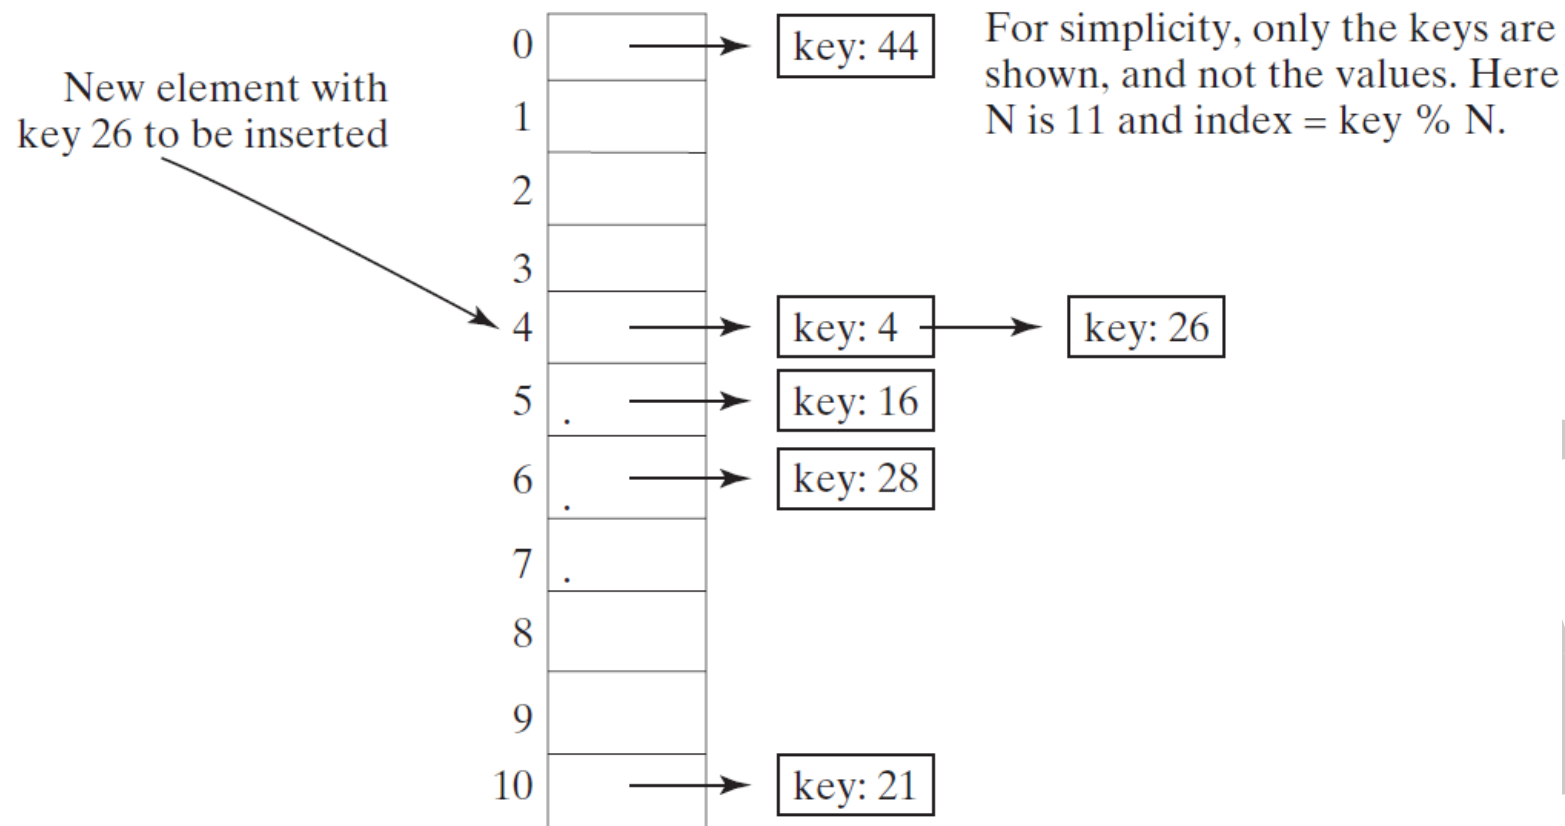 New element with
key 26 to be inserted
0
key: 44
For simplicity, only the keys are
shown, and not the values. Here
N is 11 and index = key % N.
1
2
3
4
key: 4
key: 26
5
.
key: 16
6
.
key: 28
7
.
8
9
10
key: 21